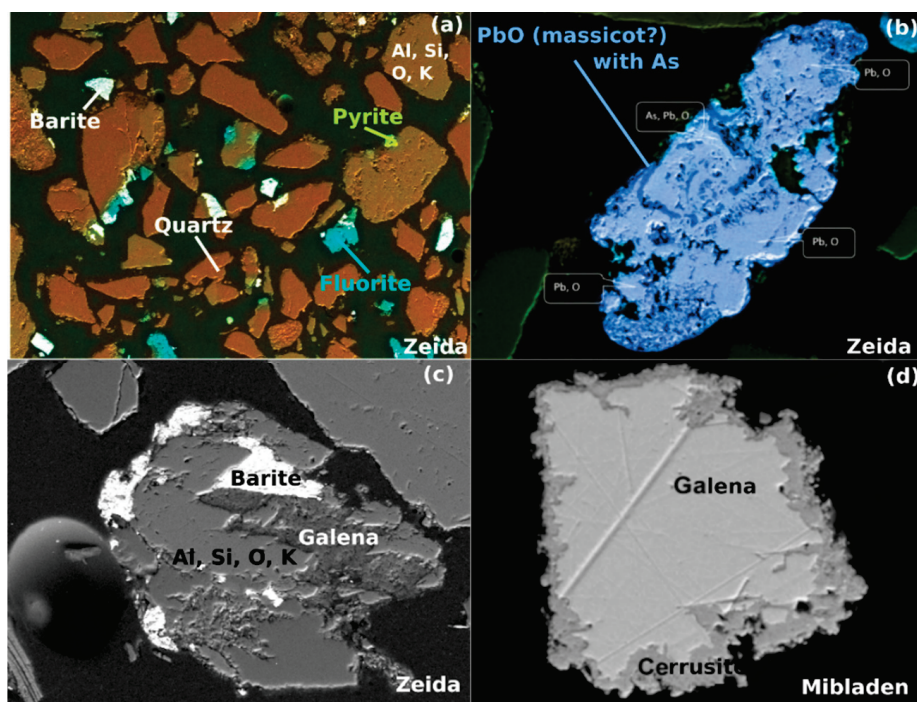 (a)
Al, Si,
O, K
Barite
Pyrite
Quartz
Fluorite
Zeida
(b)
PbO (massicot?)
with As
Pb, O
As, Pb, O
Pb, O
Pb, O
Zeida
(c)
Barite
Galena
Al, Si, O, K
Zeida
(d)
Galena
Cerrusite
Mibladen